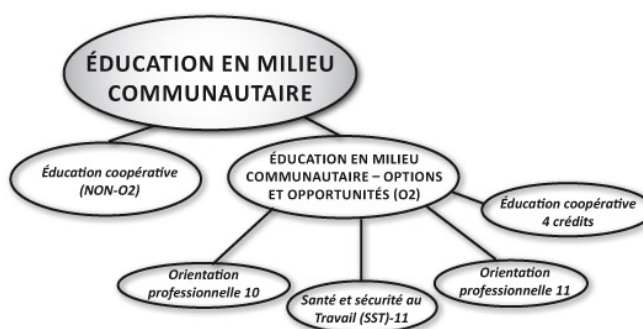 ÉDUCATION EN MILIEU
COMMUNAUTAIRE
Éducation coopérative
(NON-O2)
ÉDUCATION EN MILIEU
COMMUNAUTAIRE – OPTIONS
ET OPPORTUNITÉS (O2)
Éducation coopérative
4 crédits
Orientation
professionnelle 10
Santé et sécurité au
Travail (SST)-11
Orientation
professionnelle 11